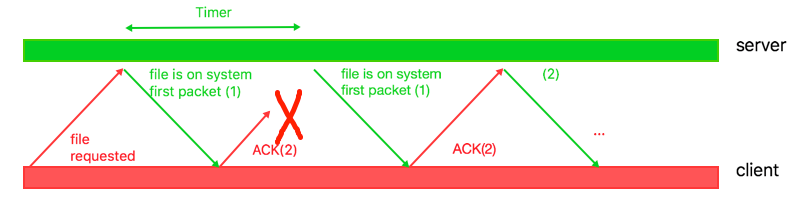 Timer
server
file is on system
first packet (1)
file is on system
first packet (1)
(2)
file
requested
ACK(2)
ACK(2)
...
client